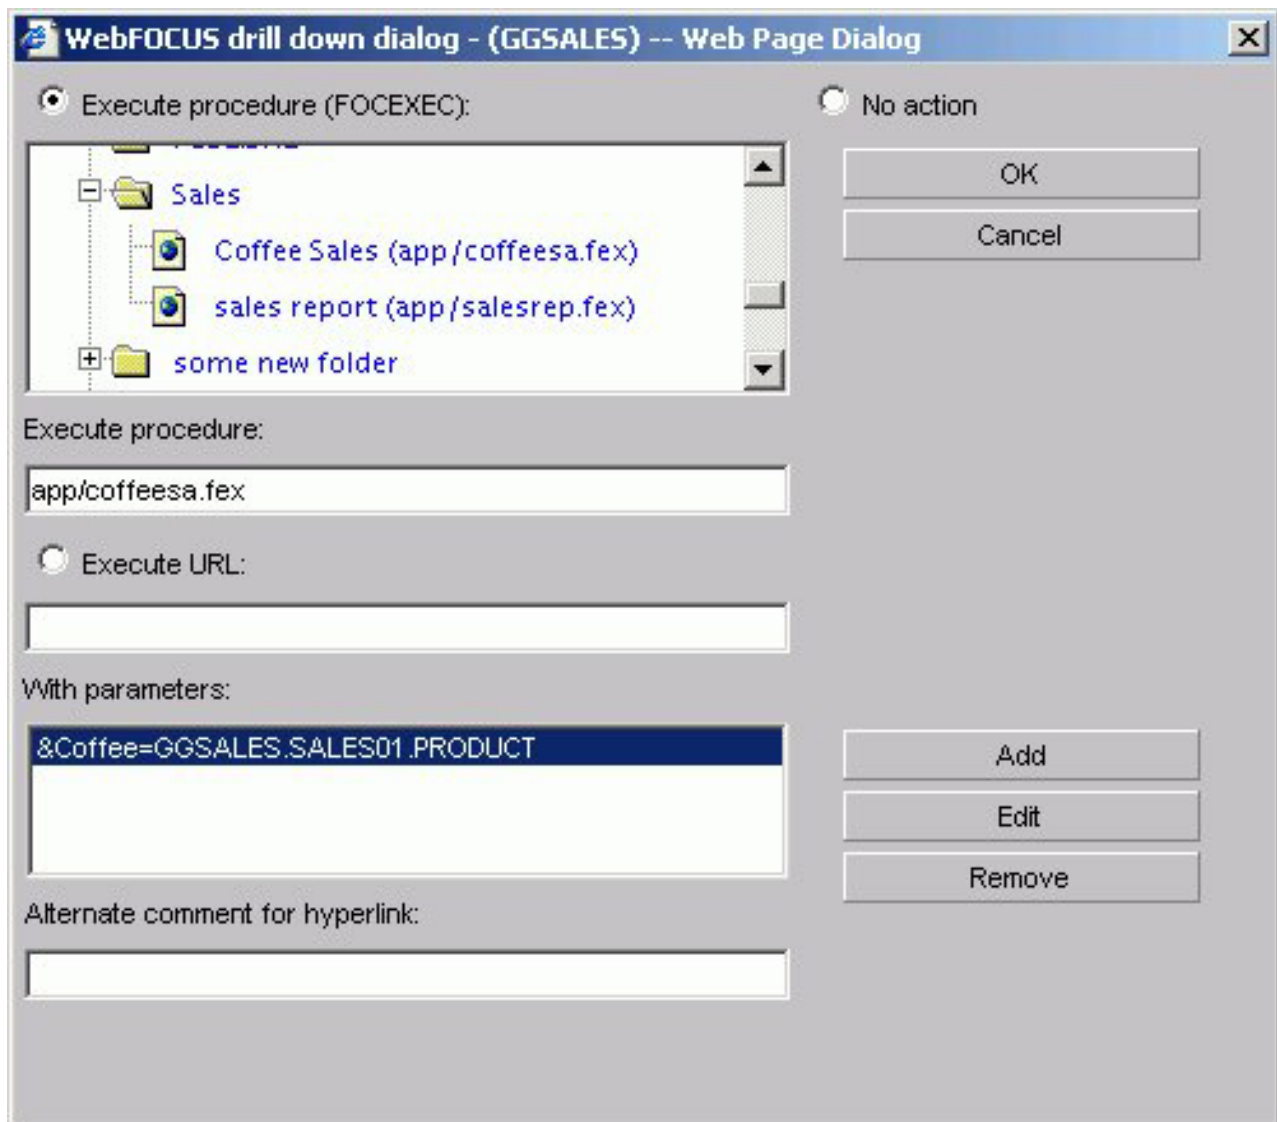 WebFOCUS drill down dialog - (GGSALES) -- Web Page Dialog
Execute procedure (FOCEXEC):
No action
Sales
Coffee Sales (app/coffeesa.fex)
sales report (app/salesrep.fex)
some new folder
OK
Cancel
Execute procedure:
app/coffeesa.fex
Execute URL:
With parameters:
&Coffee=GGSALES.SALES01.PRODUCT
Add
Edit
Remove
Alternate comment for hyperlink: